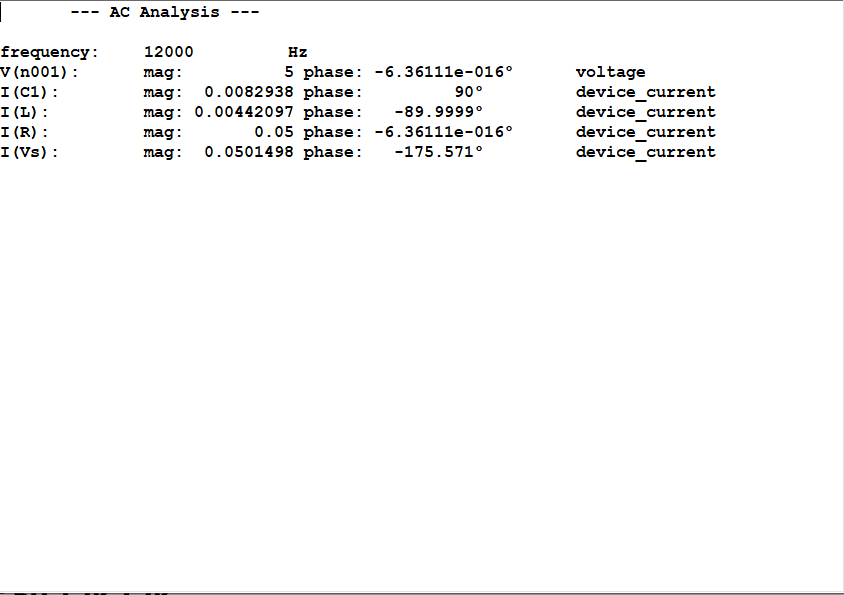 --- AC Analysis ---
frequency: 12000 Hz
V(n001): mag: 5 phase: -6.36111e-016° voltage
I(C1): mag: 0.0082938 phase: 90° device_current
I(L): mag: 0.00442097 phase: -89.9999° device_current
I(R): mag: 0.05 phase: -6.36111e-016° device_current
I(Vs): mag: 0.0501498 phase: -175.571° device_current